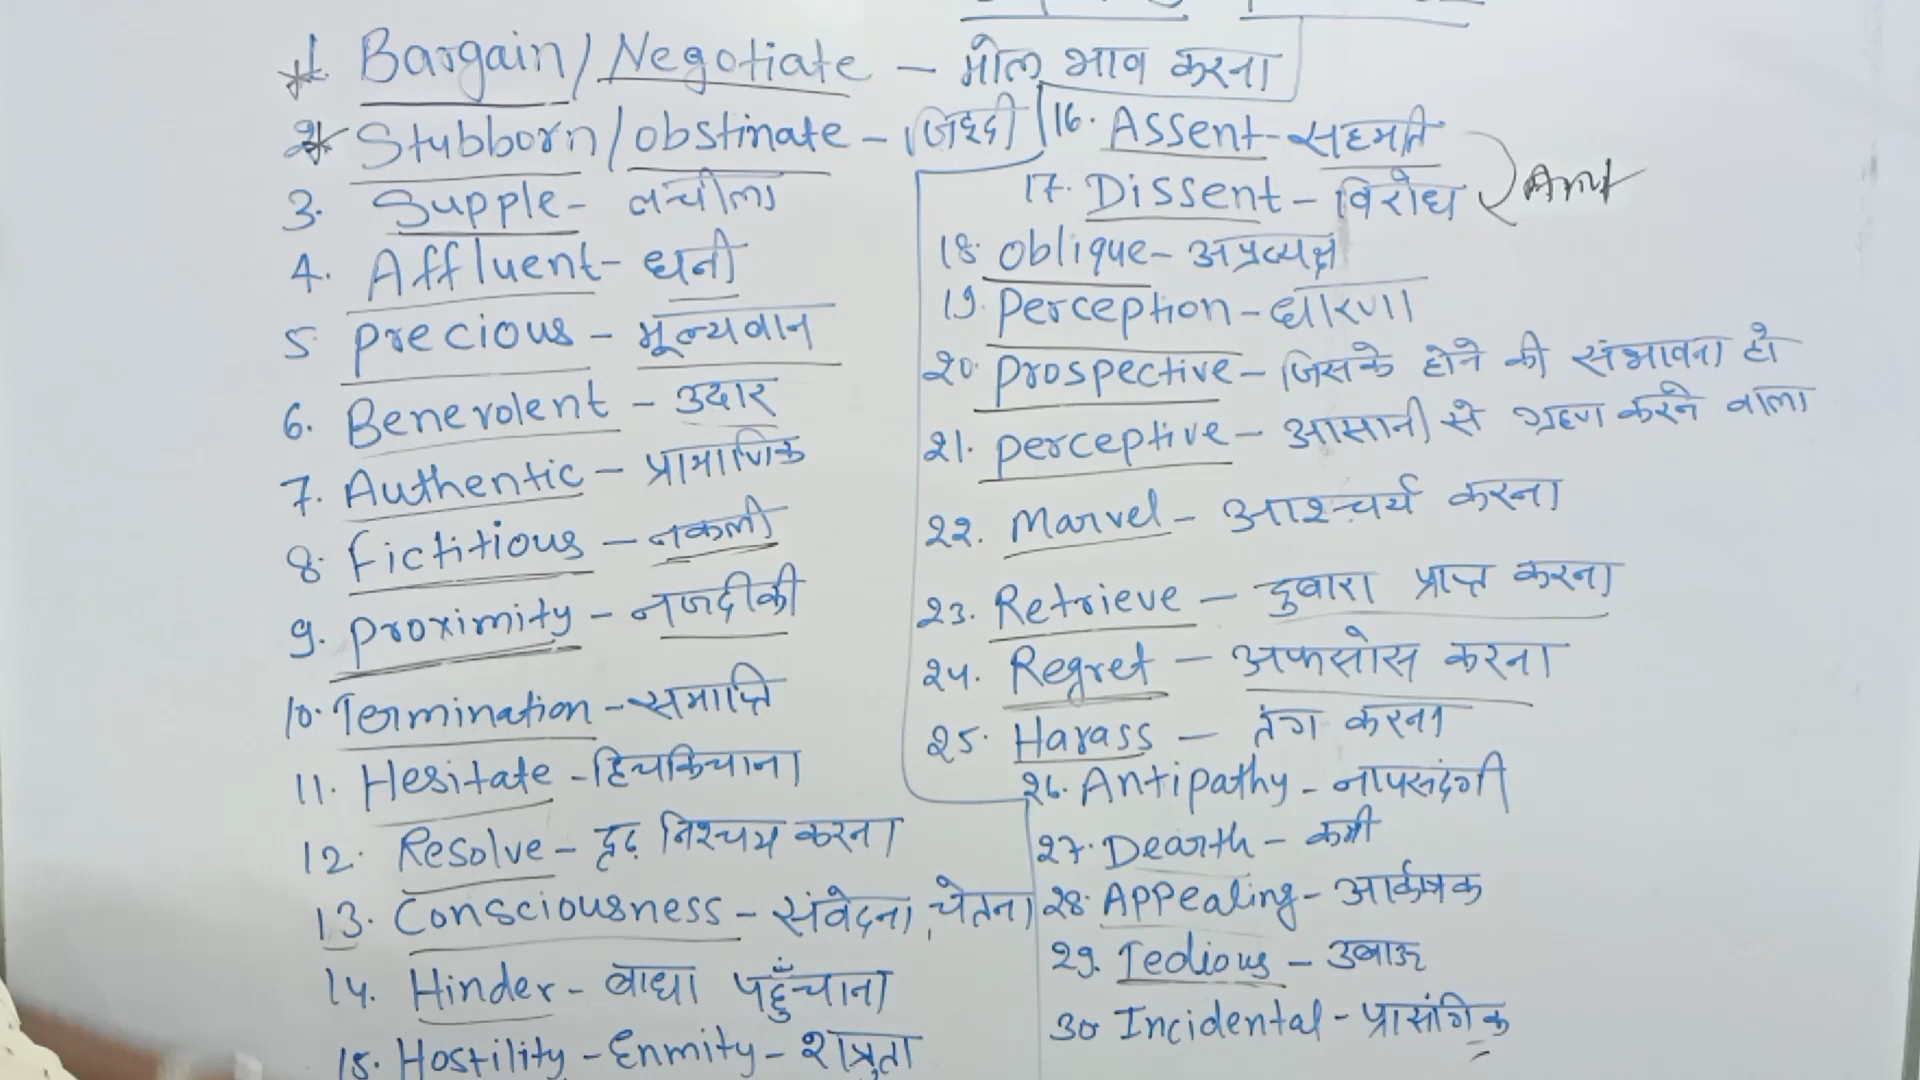 1. Bargain/Negotiate – मोल भाव करना
2. Stubborn/obstinate – जिद्दी
3. Supple – लचीला
4. Affluent – धनी
5 precious – मूल्यवान
6. Benevolent – उदार
7. Authentic – प्रामाणिक
8. Fictitious – नकली
9. proximity – नजदीकी
10. Termination – समाप्ति
11. Hesitate – हिचकिचाना
12. Resolve – दृढ़ निश्चय करना
13. Consciousness – संवेदना, चेतना
14. Hinder – बाधा पहुँचाना
15. Hostility – Enmity – शत्रुता
16. Assent – सहमति
17. Dissent – विरोध
Ant
18. oblique – अप्रत्यक्ष
19. perception – धारणा
20. prospective – जिसके होने की संभावना हो
21. perceptive – आसानी से ग्रहण करने वाला
22. Marvel – आश्चर्य करना
23. Retrieve – दुबारा प्राप्त करना
24. Regret – अफसोस करना
25. Harass – तंग करना
26. Antipathy – नापसंदगी
27. Dearth – कमी
28. Appealing – आर्कषक
29. Tedious – उबाऊ
30 Incidental – प्रासंगिक